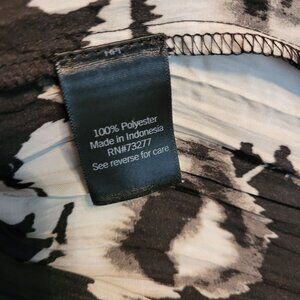 100% Polyester
Made in Indonesia
RN#73277
See reverse for care